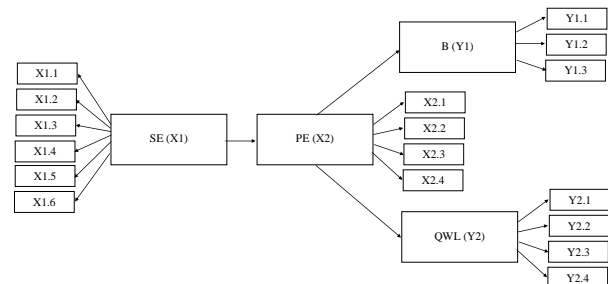 X1.1
X1.2
X1.3
X1.4
X1.5
X1.6
SE (X1)
PE (X2)
B (Y1)
Y1.1
Y1.2
Y1.3
X2.1
X2.2
X2.3
X2.4
QWL (Y2)
Y2.1
Y2.2
Y2.3
Y2.4